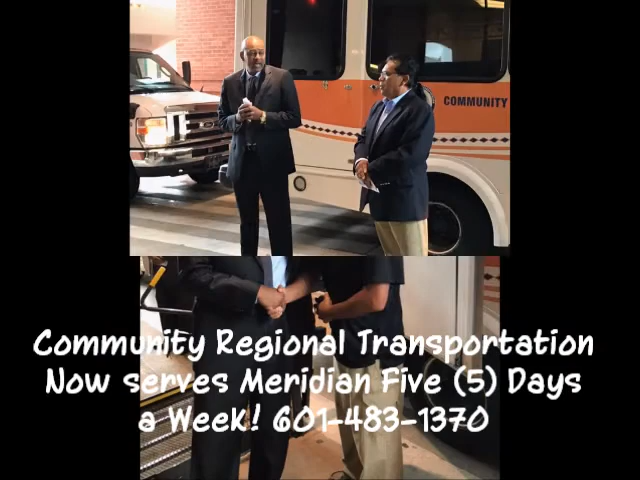 COMMUNITY
Community Regional Transportation
Now serves Meridian Five (5) Days
a Week! 601-483-1370